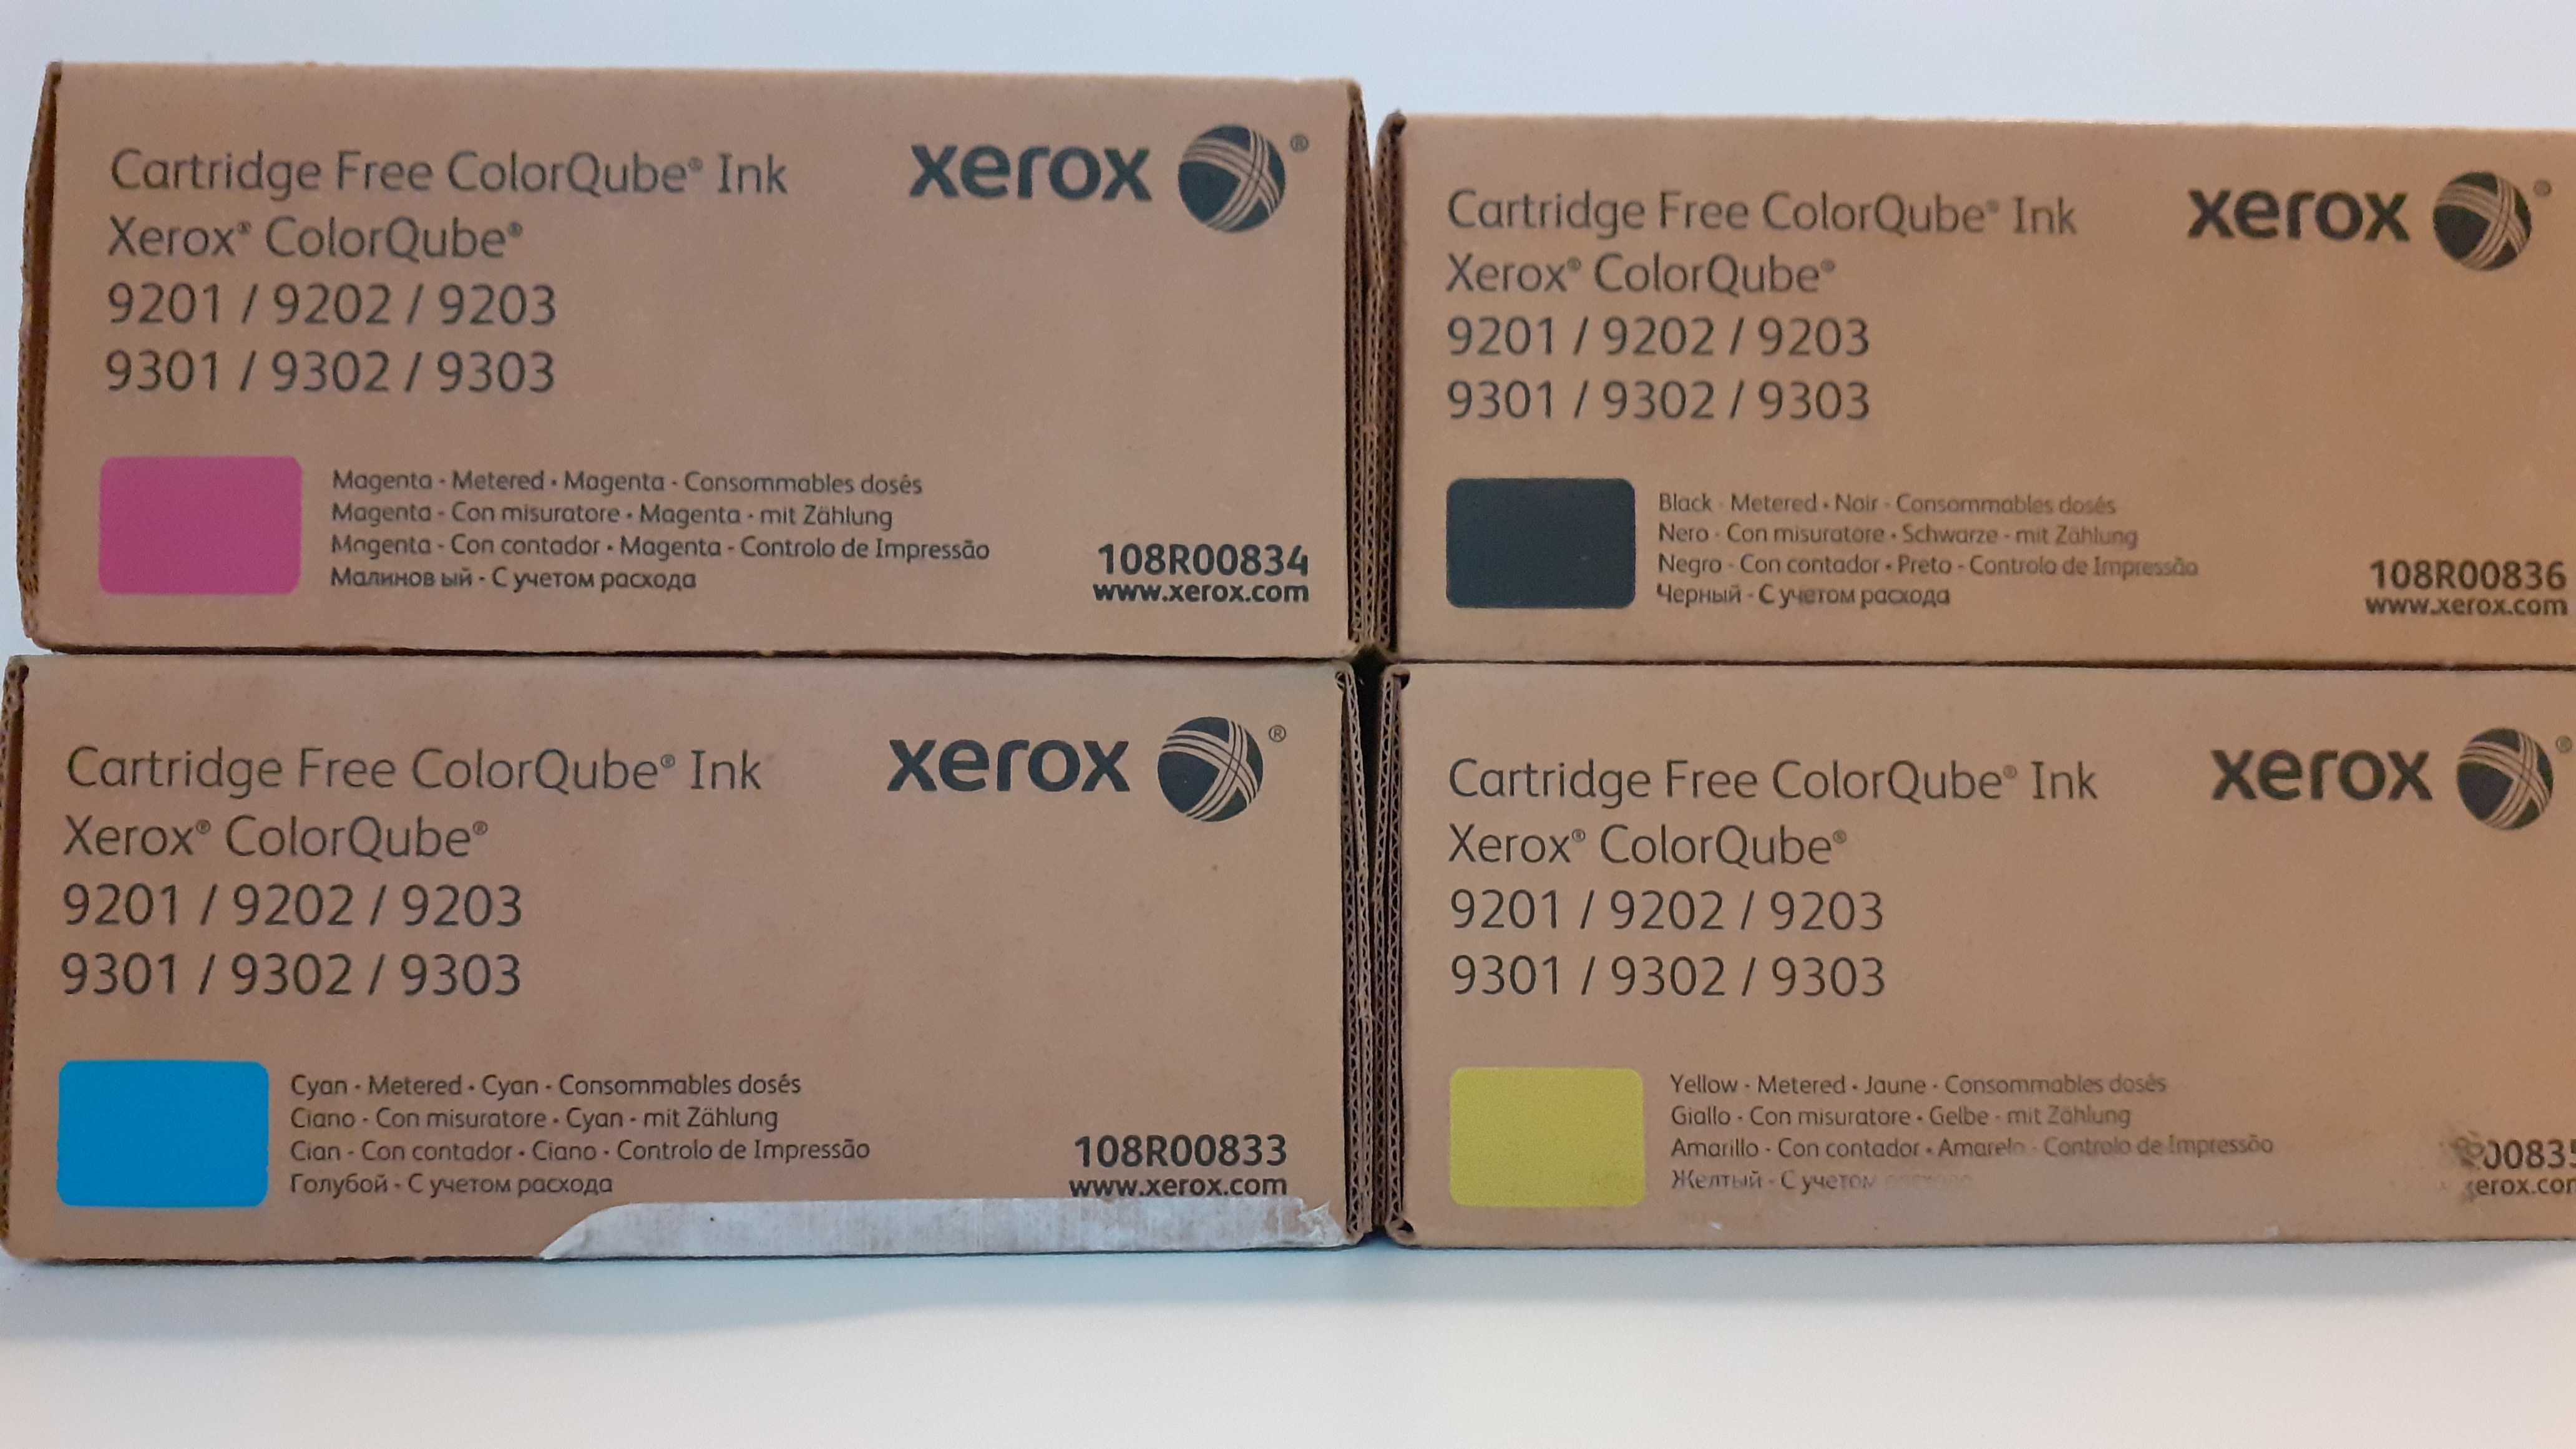 Cartridge Free ColorQube® Ink
Xerox® ColorQube®
9201 / 9202 / 9203
9301 / 9302 / 9303
xerox ®
Magenta - Metered • Magenta - Consommables dosés
Magenta - Con misuratore • Magenta - mit Zählung
Magenta - Con contador • Magenta - Controlo de Impressão
Малинов ый - С учетом расхода
108R00834
www.xerox.com
Cartridge Free ColorQube® Ink
Xerox® ColorQube®
9201 / 9202 / 9203
9301 / 9302 / 9303
xerox ®
Black - Metered • Noir - Consommables dosés
Nero - Con misuratore • Schwarze - mit Zählung
Negro - Con contador • Preto - Controlo de Impressão
Черный - С учетом расхода
108R00836
www.xerox.com
Cartridge Free ColorQube® Ink
Xerox® ColorQube®
9201 / 9202 / 9203
9301 / 9302 / 9303
xerox ®
Cyan - Metered • Cyan - Consommables dosés
Ciano - Con misuratore • Cyan - mit Zählung
Cian - Con contador • Ciano - Controlo de Impressão
Голубой - С учетом расхода
108R00833
www.xerox.com
Cartridge Free ColorQube® Ink
Xerox® ColorQube®
9201 / 9202 / 9203
9301 / 9302 / 9303
xerox ®
Yellow - Metered • Jaune - Consommables dosés
Giallo - Con misuratore • Gelbe - mit Zählung
Amarillo - Con contador • Amarelo - Controlo de Impressão
Желтый - С учетом